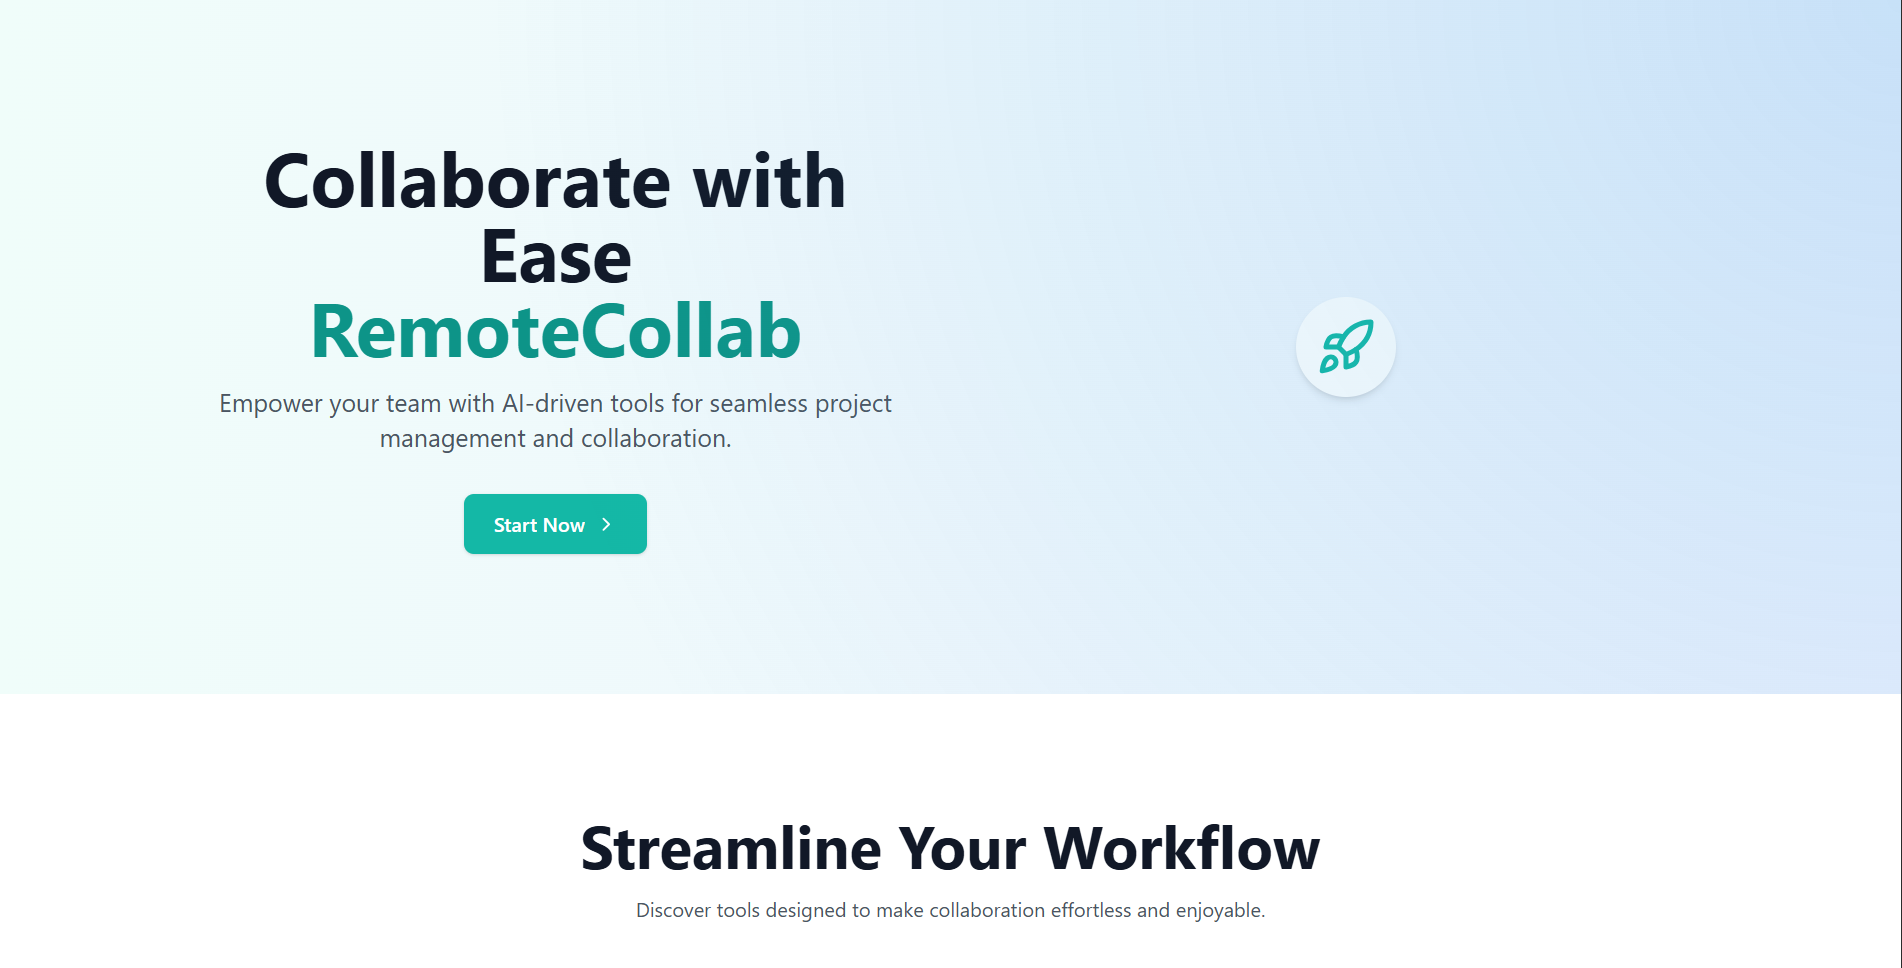 Collaborate with
Ease
RemoteCollab
Empower your team with AI-driven tools for seamless project
management and collaboration.
Start Now
Streamline Your Workflow
Discover tools designed to make collaboration effortless and enjoyable.